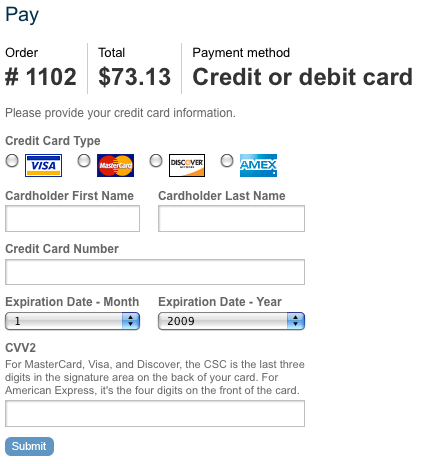 Pay
Order Total Payment method
# 1102 $73.13 Credit or debit card
Please provide your credit card information.
Credit Card Type
VISA MasterCard DISCOVER AMEX
Cardholder First Name Cardholder Last Name
Credit Card Number
Expiration Date - Month Expiration Date - Year
1 2009
CVV2
For MasterCard, Visa, and Discover, the CSC is the last three
digits in the signature area on the back of your card. For
American Express, it's the four digits on the front of the card.
Submit